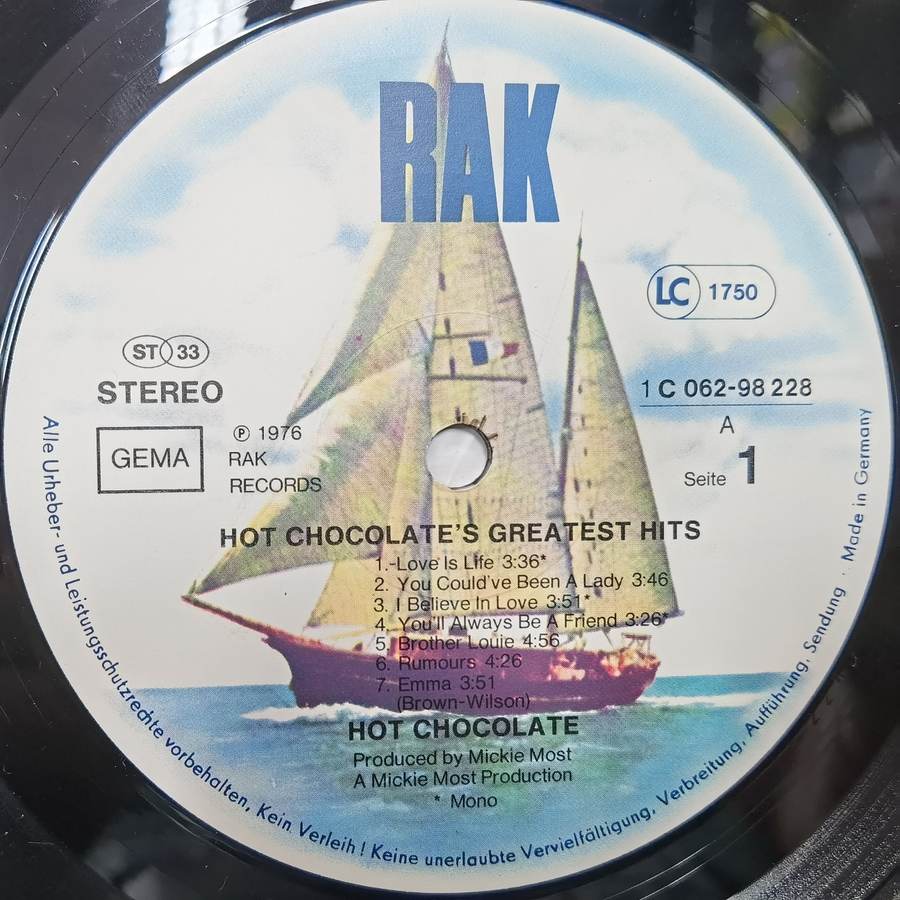 RAK
LC 1750
ST 33
STEREO
1 C 062-98 228
A
Seite 1
GEMA
℗ 1976
RAK
RECORDS
HOT CHOCOLATE'S GREATEST HITS
1.-Love Is Life 3:36*
2. You Could've Been A Lady 3:46
3. I Believe In Love 3:51*
4. You'll Always Be A Friend 3:26*
5. Brother Louie 4:56
6. Rumours 4:26
7. Emma 3:51
(Brown-Wilson)
HOT CHOCOLATE
Produced by Mickie Most
A Mickie Most Production
* Mono
Alle Urheber- und Leistungsschutzrechte vorbehalten, Kein Verleih! Keine unerlaubte Vervielfältigung, Verbreitung, Aufführung, Sendung · Made in Germany